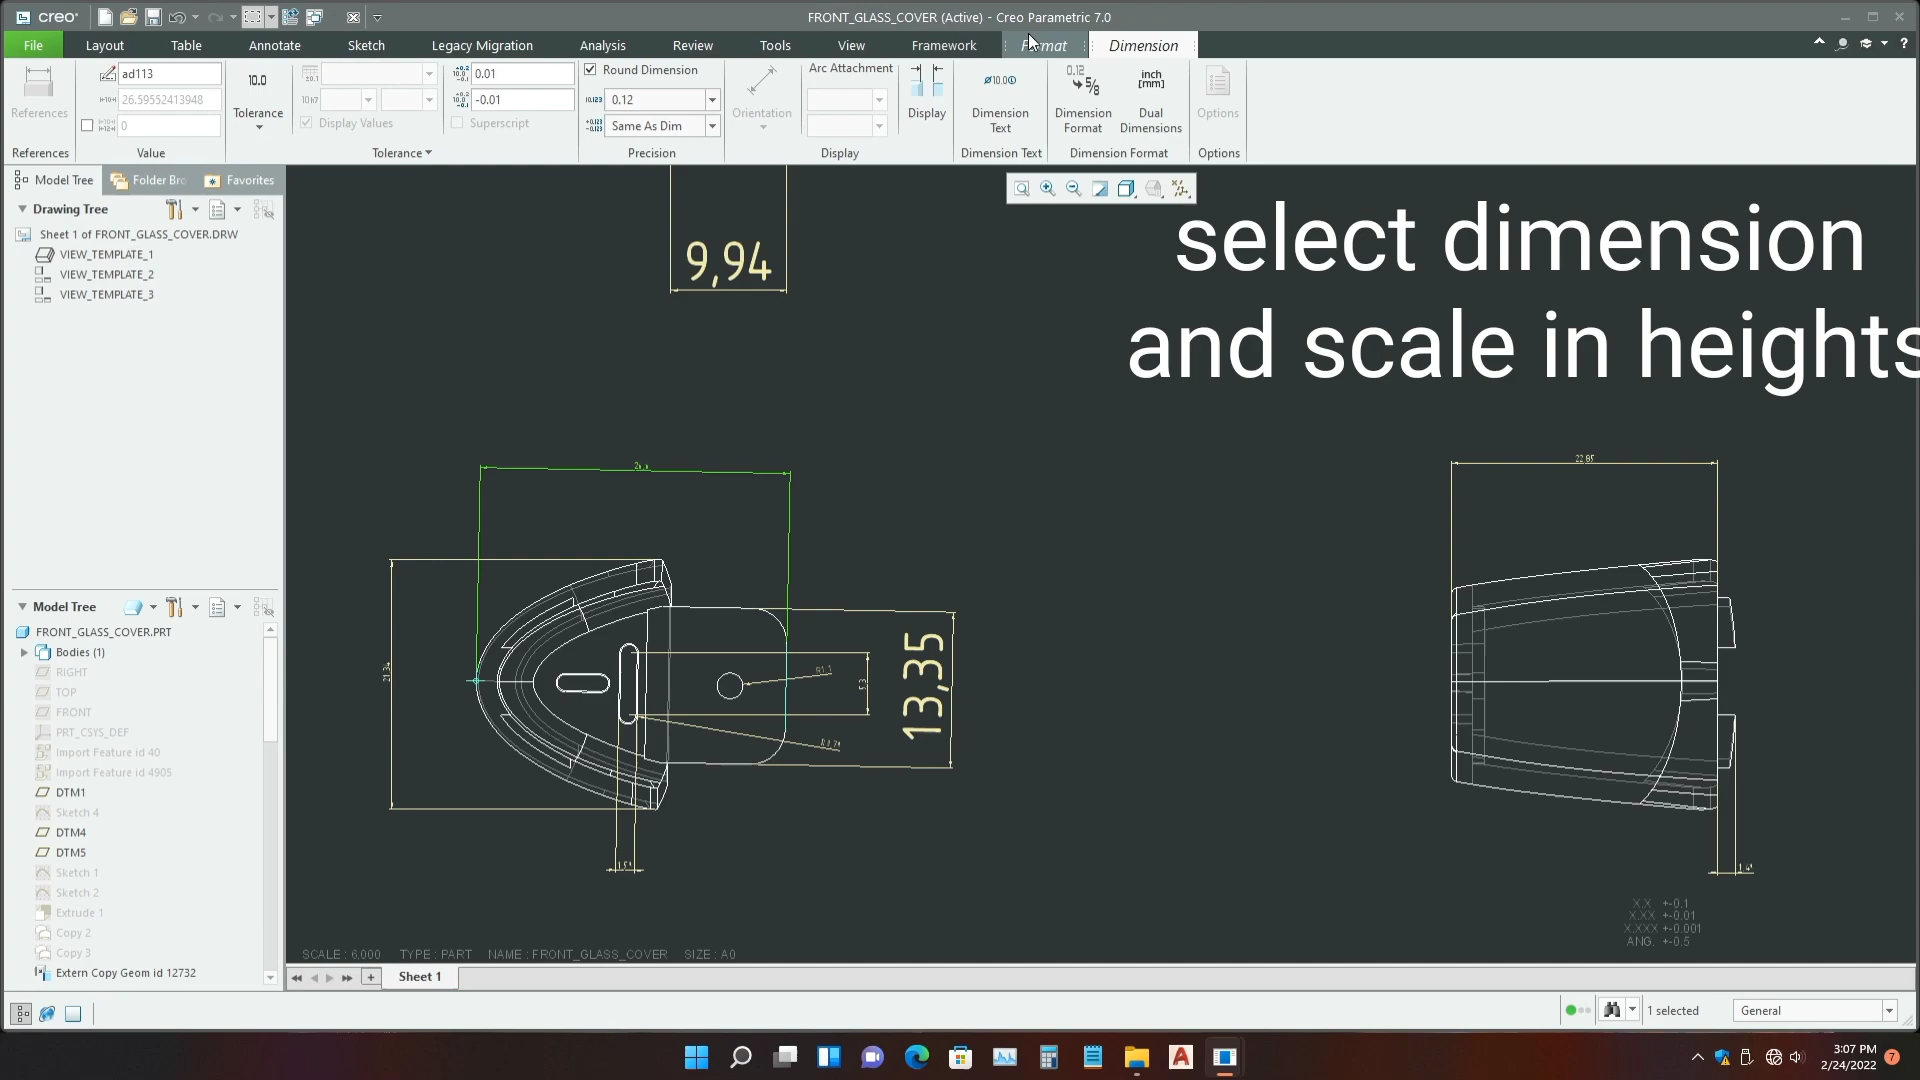 creo
FRONT_GLASS_COVER (Active) - Creo Parametric 7.0
File Layout Table Annotate Sketch Legacy Migration Analysis Review Tools View Framework Format Dimension
References
ad113
26.59552413948
0
10.0
Tolerance
Display Values
0.01
-0.01
Superscript
Round Dimension
0.12
Same As Dim
Orientation
Arc Attachment
Display
Dimension
Text
Dimension
Format
inch
[mm]
Dual
Dimensions
Options
References Value Tolerance Precision Display Dimension Text Dimension Format Options
Model Tree Folder Bro Favorites
Drawing Tree
Sheet 1 of FRONT_GLASS_COVER.DRW
VIEW_TEMPLATE_1
VIEW_TEMPLATE_2
VIEW_TEMPLATE_3
Model Tree
FRONT_GLASS_COVER.PRT
Bodies (1)
RIGHT
TOP
FRONT
PRT_CSYS_DEF
Import Feature id 40
Import Feature id 4905
DTM1
Sketch 4
DTM4
DTM5
Sketch 1
Sketch 2
Extrude 1
Copy 2
Copy 3
Extern Copy Geom id 12732
9,94
select dimension
and scale in heights
22,85
21,34
5,3
13,35
X.X +-0.1
X.XX +-0.01
X.XXX +-0.001
ANG. +-0.5
SCALE : 6.000 TYPE : PART NAME : FRONT_GLASS_COVER SIZE : A0
Sheet 1
1 selected
General
3:07 PM
2/24/2022
7